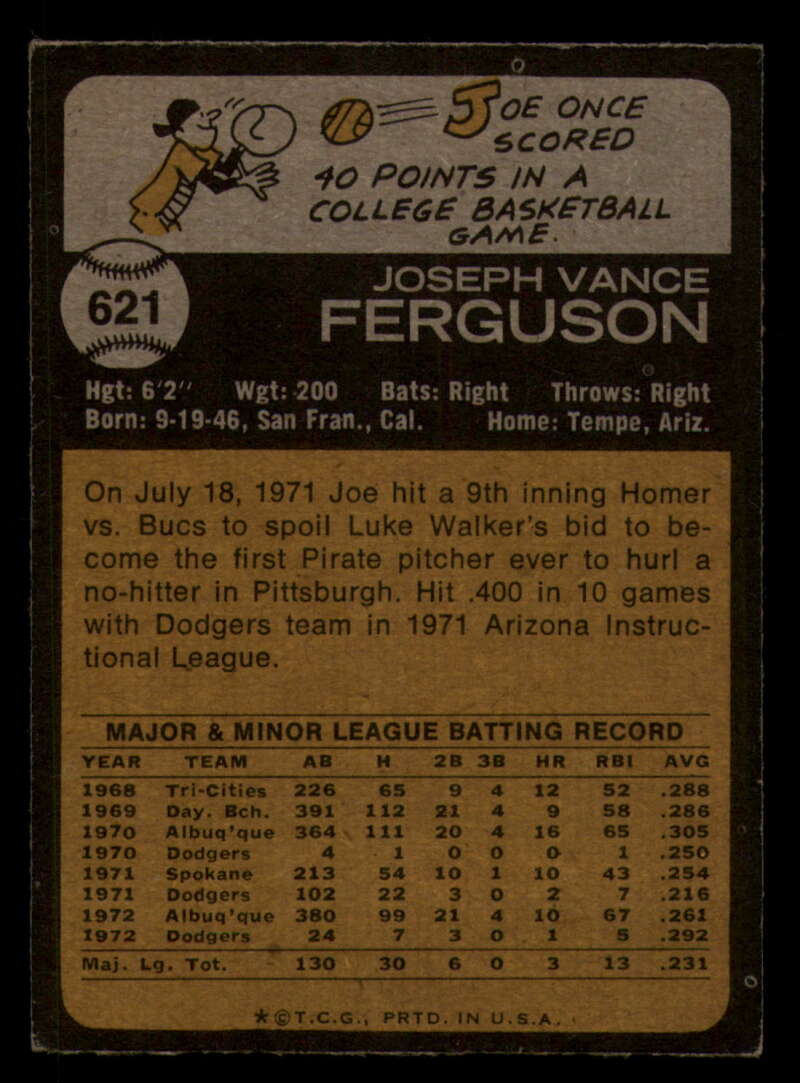 JOE ONCE
SCORED
40 POINTS IN A
COLLEGE BASKETBALL
GAME.
621
JOSEPH VANCE
FERGUSON
Hgt: 6'2" Wgt: 200 Bats: Right Throws: Right
Born: 9-19-46, San Fran., Cal. Home: Tempe, Ariz.
On July 18, 1971 Joe hit a 9th inning Homer
vs. Bucs to spoil Luke Walker's bid to be-
come the first Pirate pitcher ever to hurl a
no-hitter in Pittsburgh. Hit .400 in 10 games
with Dodgers team in 1971 Arizona Instruc-
tional League.
MAJOR & MINOR LEAGUE BATTING RECORD
YEAR TEAM AB H 2B 3B HR RBI AVG
1968 Tri-Cities 226 65 9 4 12 52 .288
1969 Day. Bch. 391 112 21 4 9 58 .286
1970 Albuq'que 364 111 20 4 16 65 .305
1970 Dodgers 4 1 0 0 0 1 .250
1971 Spokane 213 54 10 1 10 43 .254
1971 Dodgers 102 22 3 0 2 7 .216
1972 Albuq'que 380 99 21 4 10 67 .261
1972 Dodgers 24 7 3 0 1 5 .292
Maj. Lg. Tot. 130 30 6 0 3 13 .231
*©T.C.G., PRTD. IN U.S.A.